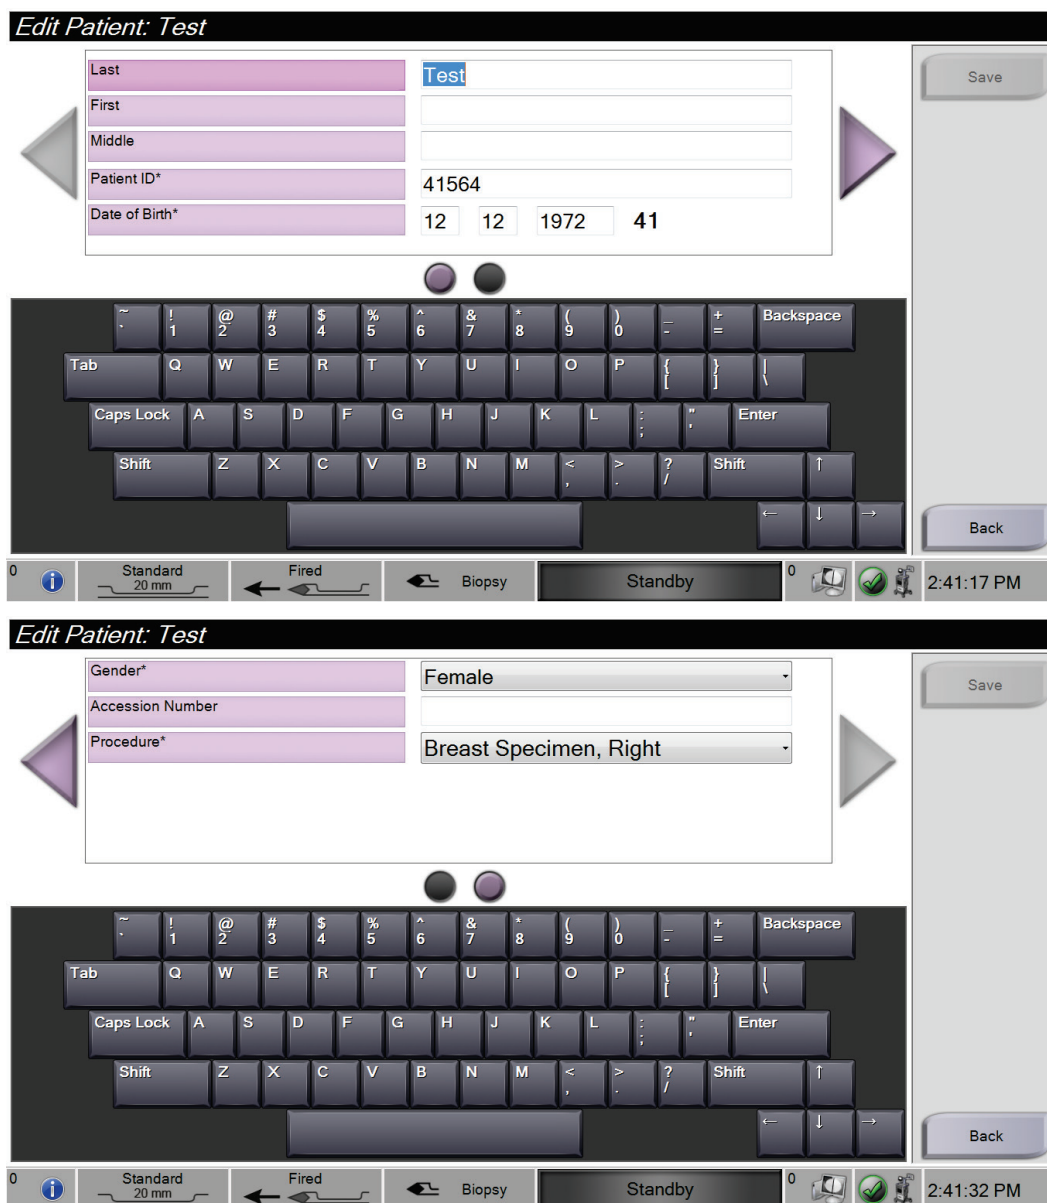 Edit Patient: Test
Last Test Save
First
Middle
Patient ID* 41564
Date of Birth* 12 12 1972 41
~ ! @ # $ % ^ & * ( ) _ + Backspace
` 1 2 3 4 5 6 7 8 9 0 - =
Tab Q W E R T Y U I O P { } |
[ ] \
Caps Lock A S D F G H J K L : " Enter
; '
Shift Z X C V B N M < > ? Shift ↑
, . /
← ↓ → Back
0 Standard Fired Biopsy Standby 0 2:41:17 PM
20 mm
Edit Patient: Test
Gender* Female Save
Accession Number
Procedure* Breast Specimen, Right
~ ! @ # $ % ^ & * ( ) _ + Backspace
` 1 2 3 4 5 6 7 8 9 0 - =
Tab Q W E R T Y U I O P { } |
[ ] \
Caps Lock A S D F G H J K L : " Enter
; '
Shift Z X C V B N M < > ? Shift ↑
, . /
← ↓ → Back
0 Standard Fired Biopsy Standby 0 2:41:32 PM
20 mm